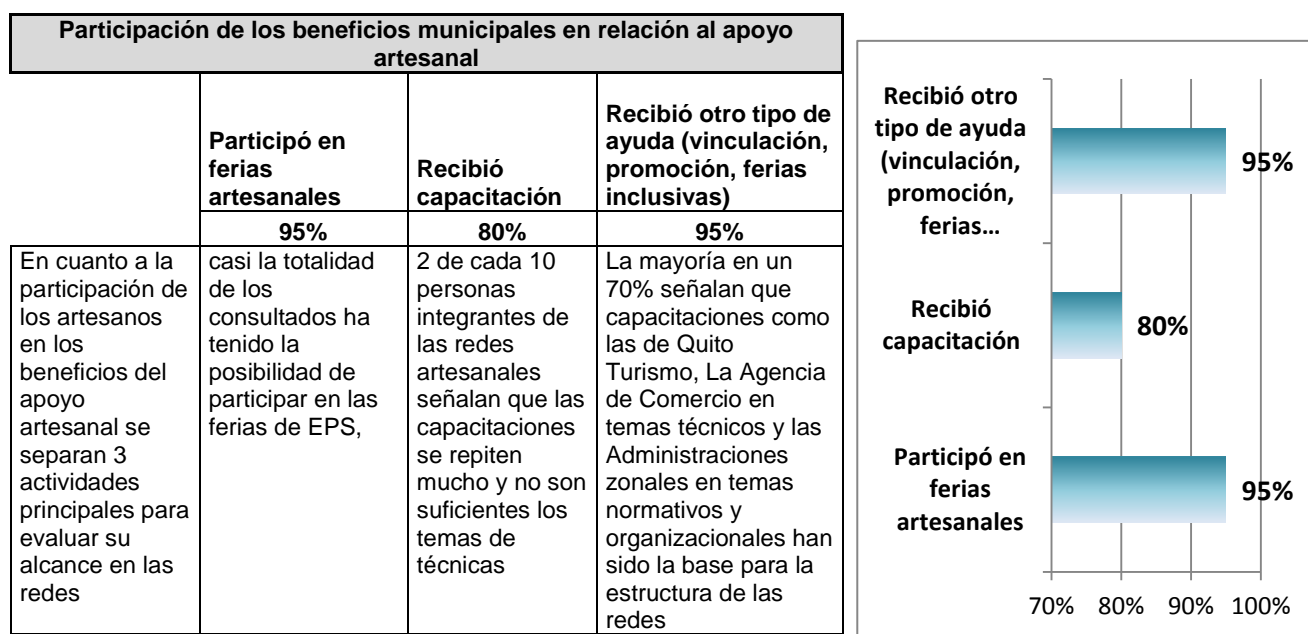 Participación de los beneficios municipales en relación al apoyo
artesanal
Participó en
ferias
artesanales
Recibió
capacitación
Recibió otro tipo de
ayuda (vinculación,
promoción, ferias
inclusivas)
95%
80%
95%
En cuanto a la
participación de
los artesanos
en los
beneficios del
apoyo
artesanal se
separan 3
actividades
principales para
evaluar su
alcance en las
redes
casi la totalidad
de los
consultados ha
tenido la
posibilidad de
participar en las
ferias de EPS,
2 de cada 10
personas
integrantes de
las redes
artesanales
señalan que las
capacitaciones
se repiten
mucho y no son
suficientes los
temas de
técnicas
La mayoría en un
70% señalan que
capacitaciones como
las de Quito
Turismo, La Agencia
de Comercio en
temas técnicos y las
Administraciones
zonales en temas
normativos y
organizacionales han
sido la base para la
estructura de las
redes
Recibió otro
tipo de ayuda
(vinculación,
promoción,
ferias…
95%
Recibió
capacitación
80%
Participó en
ferias
artesanales
95%
70% 80% 90% 100%